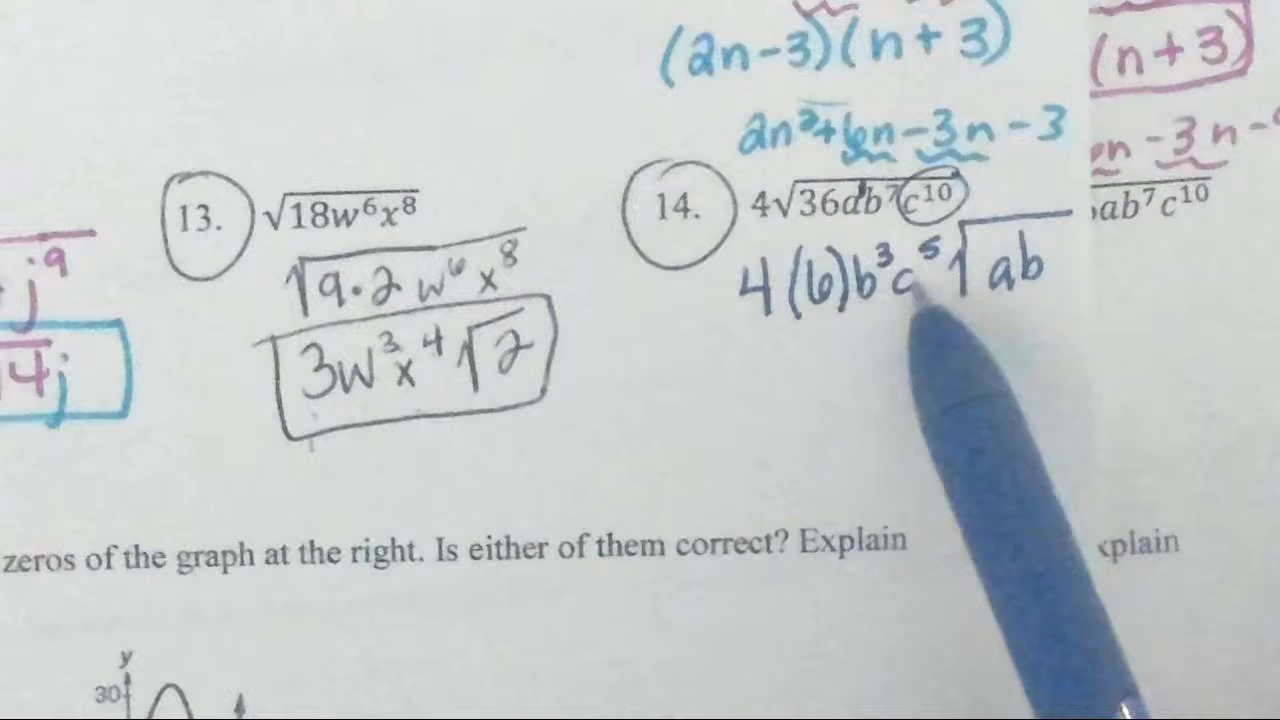 (2n-3)(n+3)
(n+3)
2n²+6n-3n-3
n-3n-
13. √18w⁶x⁸
14. 4√36ab⁷c¹⁰
ab⁷c¹⁰
j⁹
√9·2 w⁶ x⁸
4(6)b³c⁵√ab
4j
3w³x⁴√2
zeros of the graph at the right. Is either of them correct? Explain
xplain
y
30